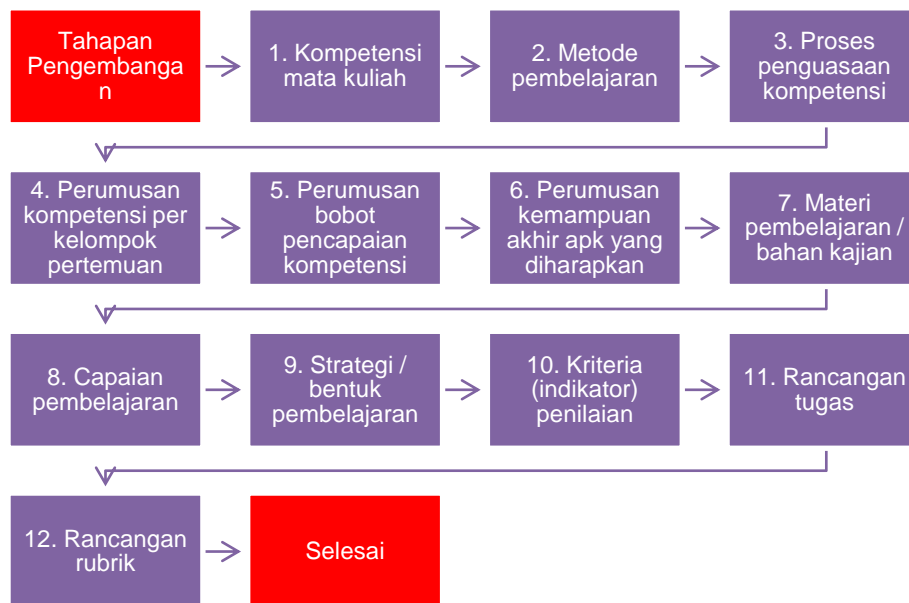 Tahapan
Pengembanga
n
1. Kompetensi
mata kuliah
2. Metode
pembelajaran
3. Proses
penguasaan
kompetensi
4. Perumusan
kompetensi per
kelompok
pertemuan
5. Perumusan
bobot
pencapaian
kompetensi
6. Perumusan
kemampuan
akhir apk yang
diharapkan
7. Materi
pembelajaran /
bahan kajian
8. Capaian
pembelajaran
9. Strategi /
bentuk
pembelajaran
10. Kriteria
(indikator)
penilaian
11. Rancangan
tugas
12. Rancangan
rubrik
Selesai